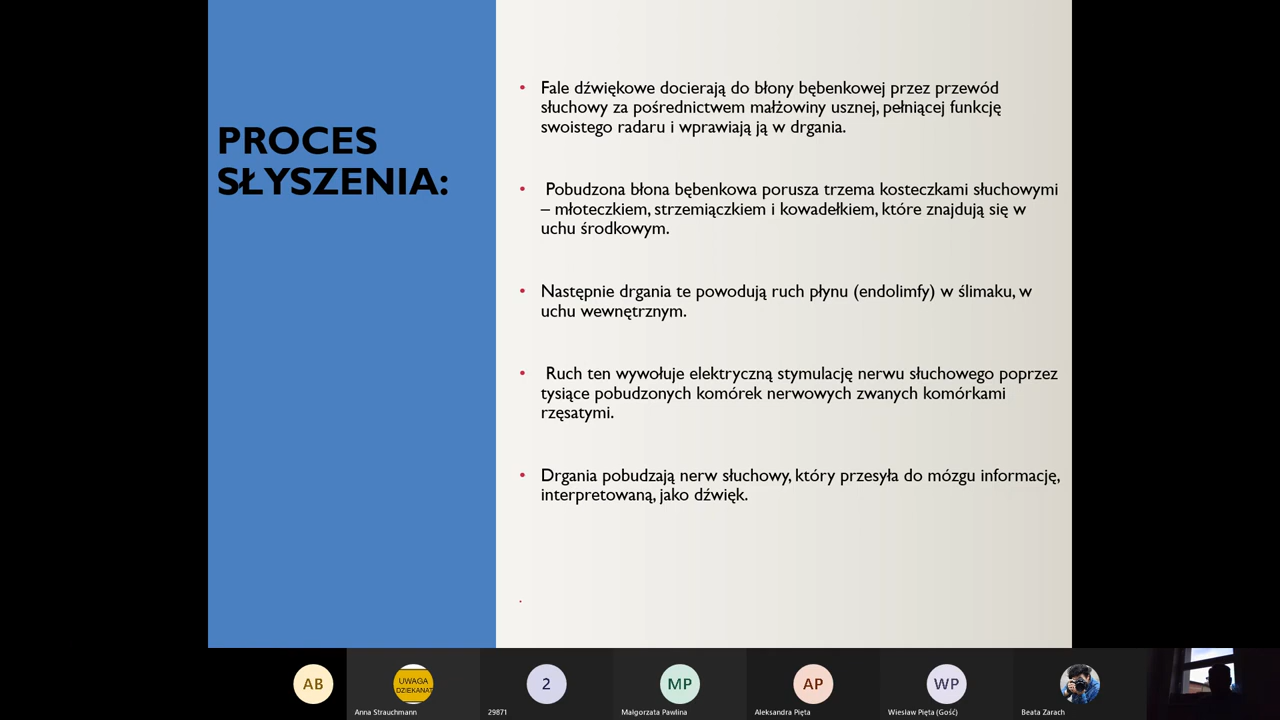 PROCES
SŁYSZENIA:
• Fale dźwiękowe docierają do błony bębenkowej przez przewód
słuchowy za pośrednictwem małżowiny usznej, pełniącej funkcję
swoistego radaru i wprawiają ją w drgania.
• Pobudzona błona bębenkowa porusza trzema kosteczkami słuchowymi
– młoteczkiem, strzemiączkiem i kowadełkiem, które znajdują się w
uchu środkowym.
• Następnie drgania te powodują ruch płynu (endolimfy) w ślimaku, w
uchu wewnętrznym.
• Ruch ten wywołuje elektryczną stymulację nerwu słuchowego poprzez
tysiące pobudzonych komórek nerwowych zwanych komórkami
rzęsatymi.
• Drgania pobudzają nerw słuchowy, który przesyła do mózgu informację,
interpretowaną, jako dźwięk.
AB
UWAGA
DZIEKANAT
2
MP
AP
WP
Anna Strauchmann
29871
Małgorzata Pawlina
Aleksandra Pięta
Wiesław Pięta (Gość)
Beata Zarach